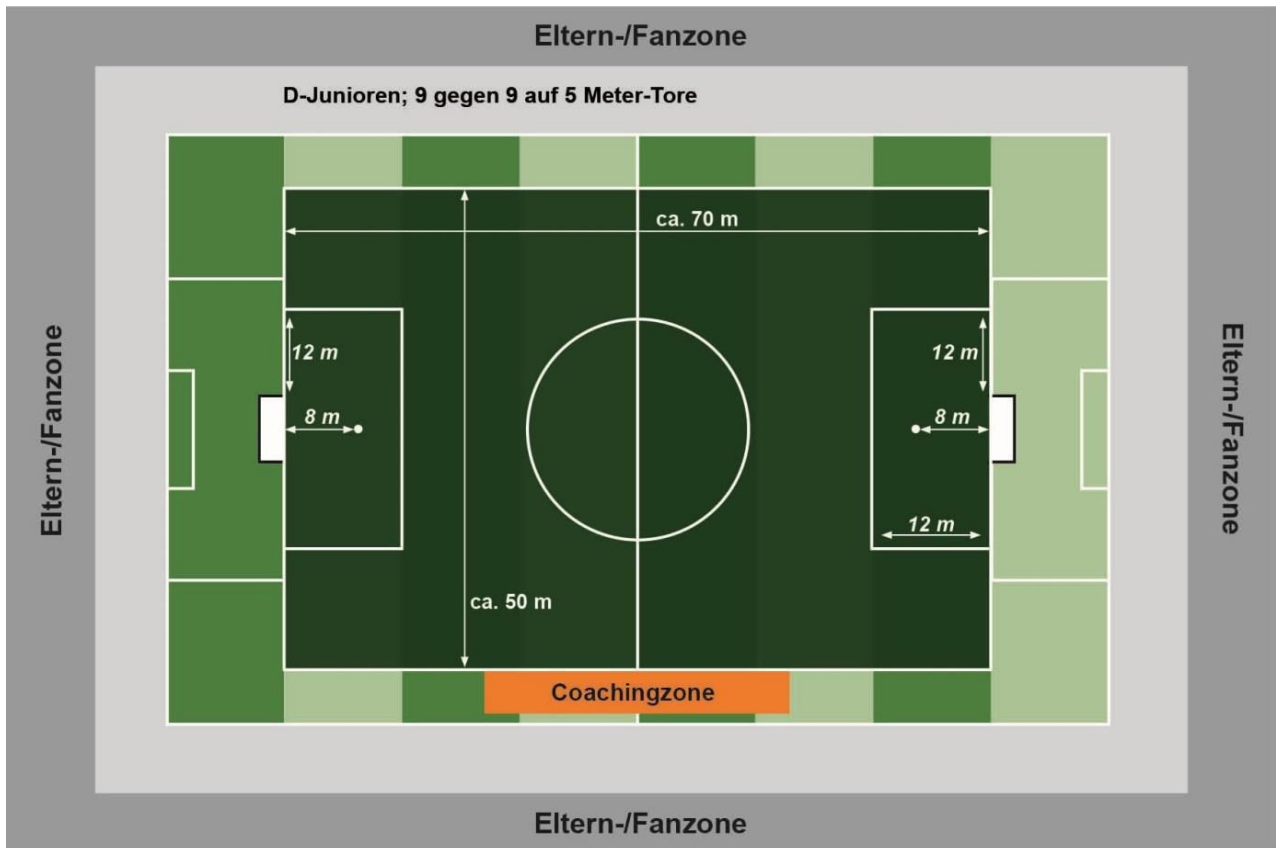 Eltern-/Fanzone
D-Junioren; 9 gegen 9 auf 5 Meter-Tore
ca. 70 m
12 m
12 m
Eltern-/Fanzone
8 m
8 m
Eltern-/Fanzone
12 m
ca. 50 m
Coachingzone
Eltern-/Fanzone